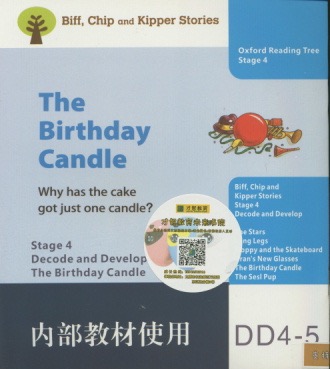 Biff, Chip and Kipper Stories
Oxford Reading Tree
Stage 4
The
Birthday
Candle
Why has the cake
got just one candle?
Stage 4
Decode and Develop
The Birthday Candle
Biff, Chip and
Kipper Stories
Stage 4
Decode and Develop
Stars
Long Legs
and the Skateboard
New Glasses
The Birthday Candle
The Sesl Pup
内部教材使用
DD4-5